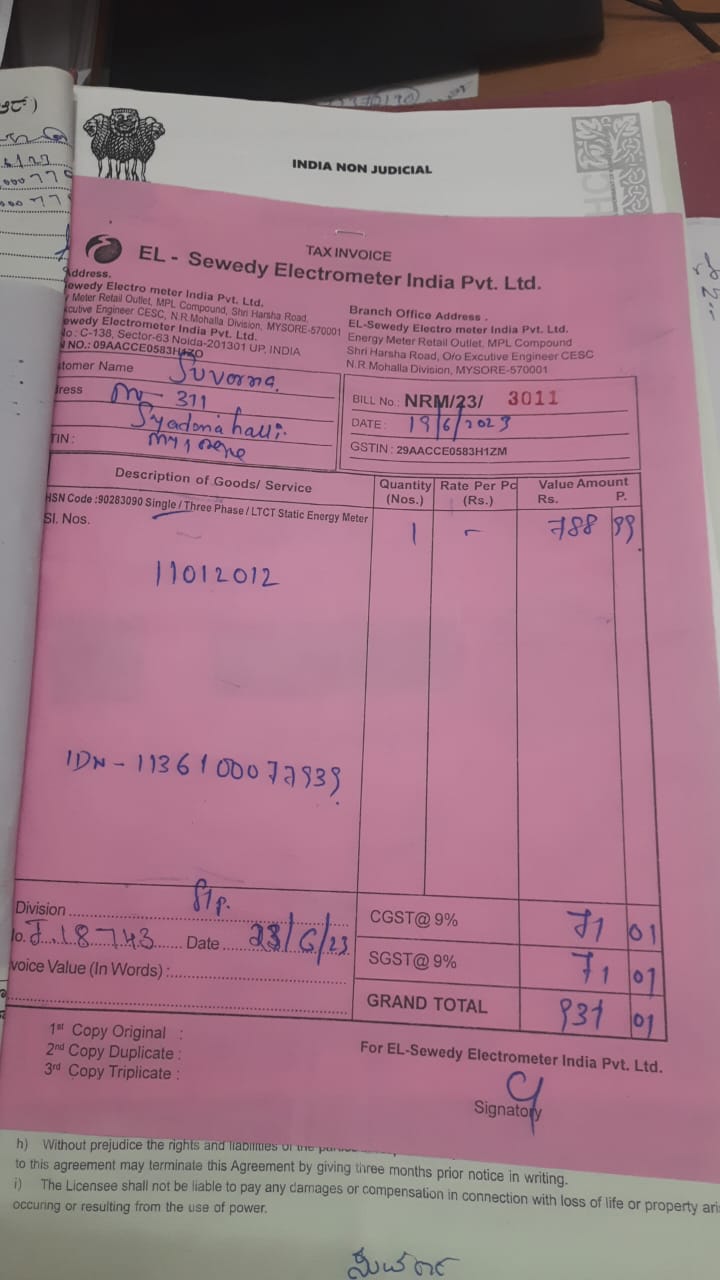 INDIA NON JUDICIAL
TAX INVOICE
EL - Sewedy Electrometer India Pvt. Ltd.
Address.
ewedy Electro meter India Pvt. Ltd.
Meter Retail Outlet, MPL Compound, Shri Harsha Road,
xcutive Engineer CESC, N.R.Mohalla Division, MYSORE-570001
ewedy Electrometer India Pvt. Ltd.
No : C-138, Sector-63 Noida-201301 UP, INDIA
N NO.: 09AACCE0583H
Branch Office Address .
EL-Sewedy Electro meter India Pvt. Ltd.
Energy Meter Retail Outlet, MPL Compound
Shri Harsha Road, O/o Excutive Engineer CESC
N.R.Mohalla Division, MYSORE-570001
stomer Name Suvarna.
ress 311
TIN :
BILL No.: NRM/23/ 3011
DATE : 19/6/2023
GSTIN : 29AACCE0583H1ZM
Description of Goods/ Service
Quantity (Nos.)
Rate Per Pc (Rs.)
Value Amount
Rs. P.
HSN Code :90283090 Single / Three Phase / LTCT Static Energy Meter
Sl. Nos.
1 - 788 99
11012012
IDN - 1136100077939
Division
No. J.18743 Date 23/6/23
voice Value (In Words) :
CGST@ 9% 71 01
SGST@ 9% 71 01
GRAND TOTAL 931 01
1st Copy Original :
2nd Copy Duplicate :
3rd Copy Triplicate :
For EL-Sewedy Electrometer India Pvt. Ltd.
Signatory
h) Without prejudice the rights and liabilities of the
to this agreement may terminate this Agreement by giving three months prior notice in writing.
i) The Licensee shall not be liable to pay any damages or compensation in connection with loss of life or property ari
occuring or resulting from the use of power.